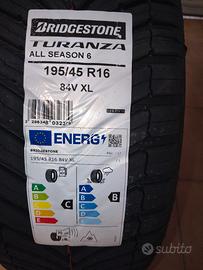 BRIDGESTONE
TURANZA
ALL SEASON 6
195/45 R16
84V XL
ENERG
BRIDGESTONE
195/45 R16 84V XL
A
B
C
D
E
C
A
B
C
D
E
B
subito